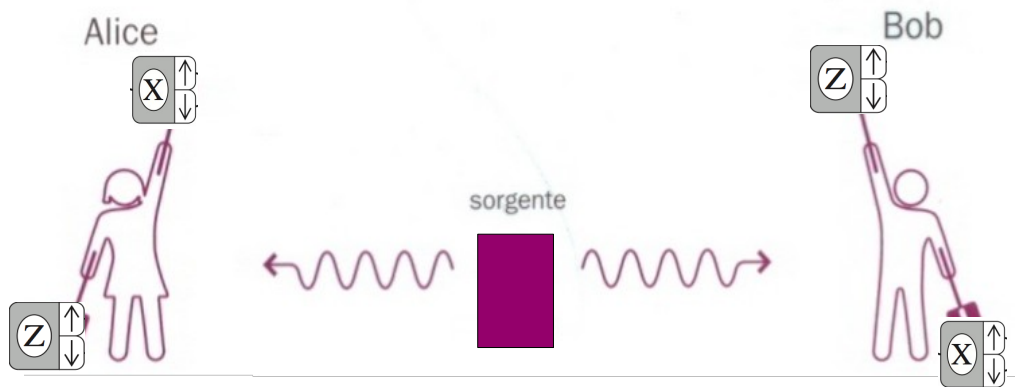 Alice
Bob
X ↑ ↓
Z ↑ ↓
sorgente
Z ↑ ↓
X ↑ ↓